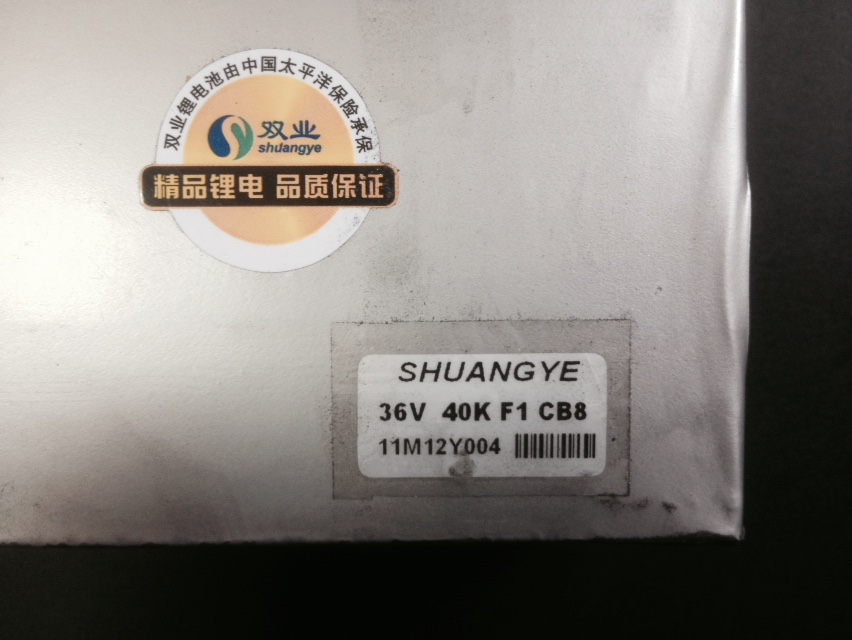 双业锂电池由中国太平洋保险承保
双业
shuangye
精品锂电 品质保证
SHUANGYE
36V 40K F1 CB8
11M12Y004